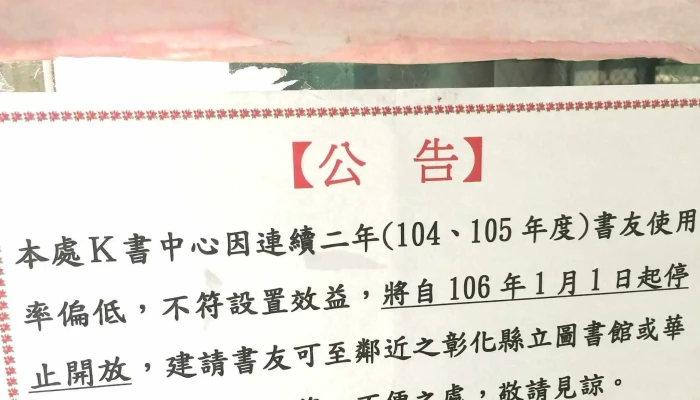 【公 告】
本處K書中心因連續二年(104、105年度)書友使用
率偏低，不符設置效益，將自106年1月1日起停
止開放，建請書友可至鄰近之彰化縣立圖書館或華
不便之處，敬請見諒。